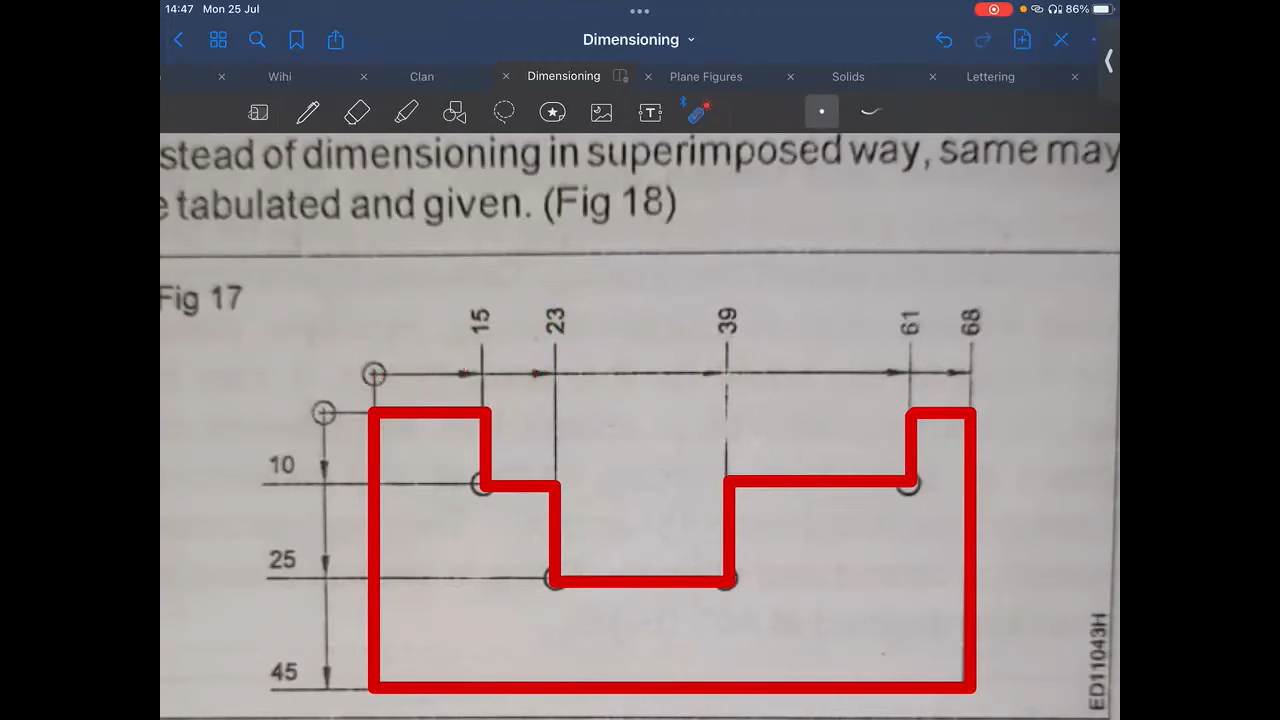 14:47 Mon 25 Jul
86%
Dimensioning
Wihi
Clan
Dimensioning
Plane Figures
Solids
Lettering
stead of dimensioning in superimposed way, same may
e tabulated and given. (Fig 18)
Fig 17
15
23
39
61
68
10
25
45
ED11043H